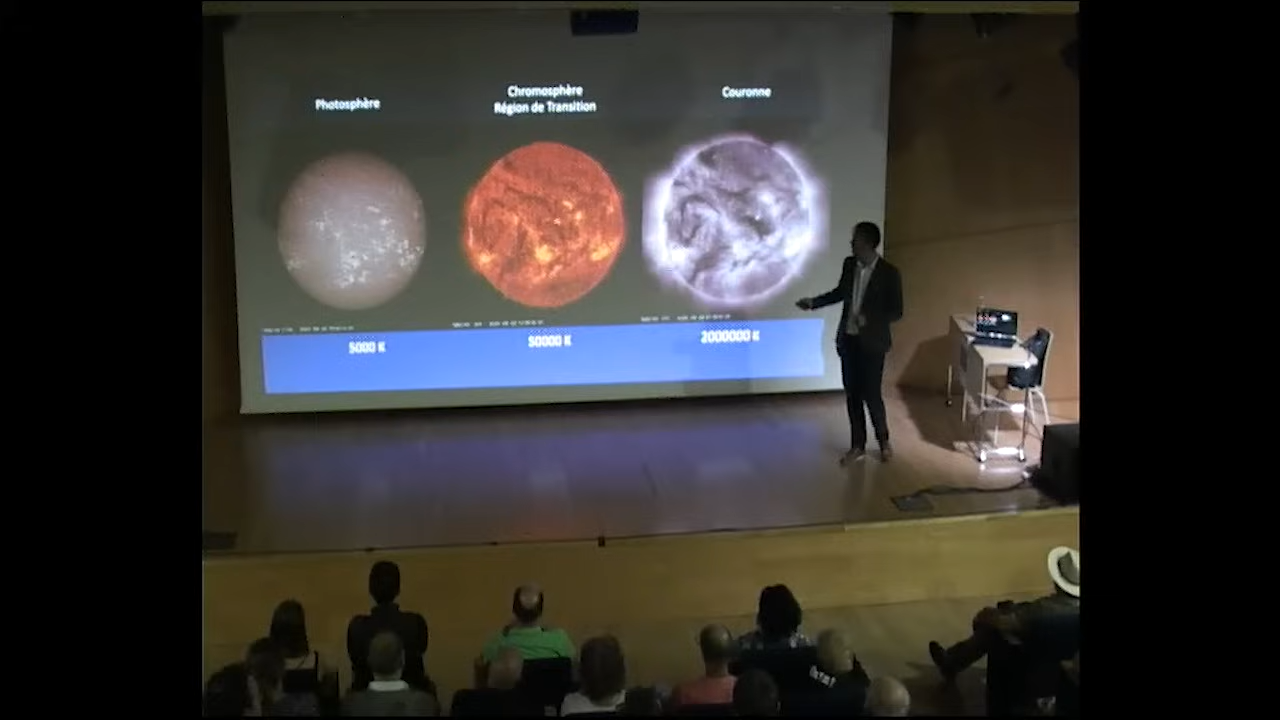 Photosphère
Chromosphère
Région de Transition
Couronne
5000 K
50000 K
2000000 K